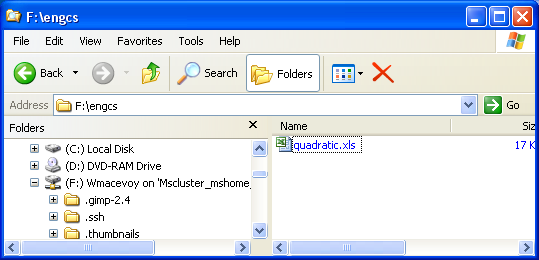 F:\engcs
File Edit View Favorites Tools Help
Back Search Folders
Address F:\engcs Go
Folders
Name Siz
(C:) Local Disk
quadratic.xls 17 K
(D:) DVD-RAM Drive
(F:) Wmacevoy on 'Mscluster_mshome_
.gimp-2.4
.ssh
.thumbnails